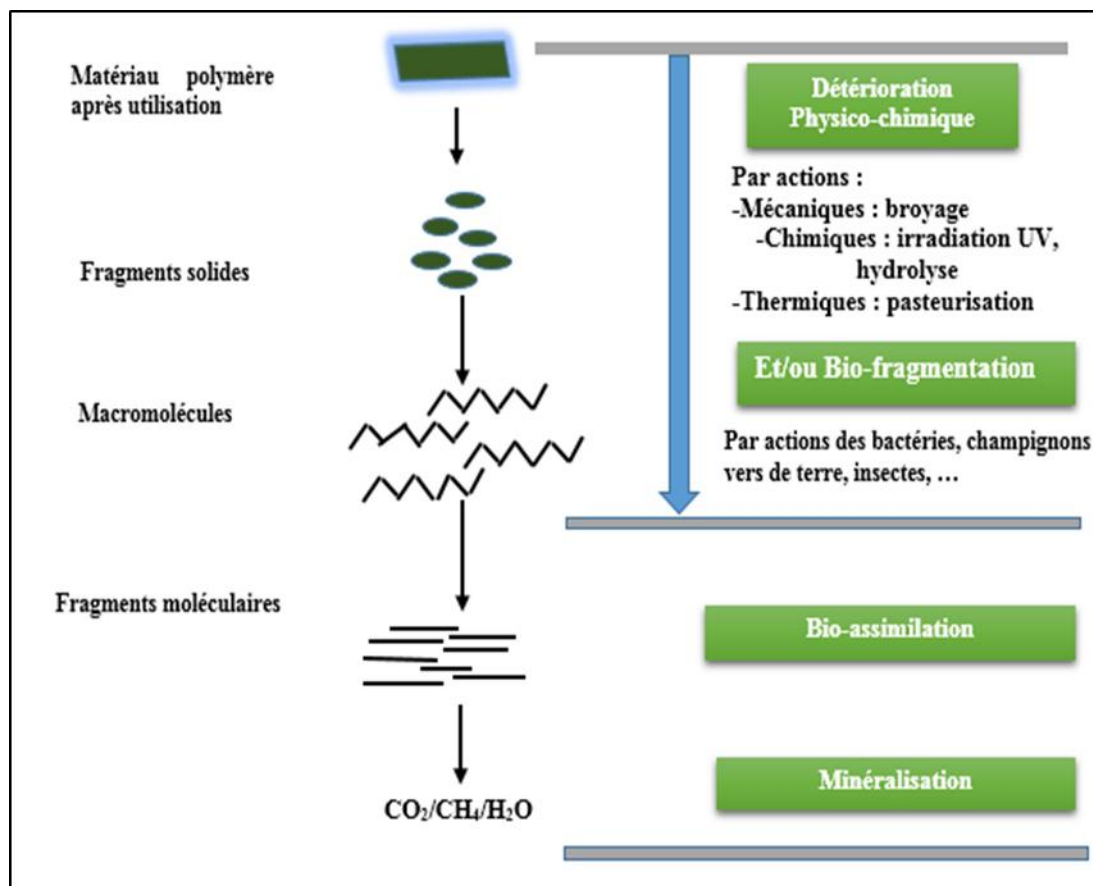 Matériau polymère
après utilisation
Détérioration
Physico-chimique
Par actions :
-Mécaniques : broyage
-Chimiques : irradiation UV,
hydrolyse
-Thermiques : pasteurisation
Fragments solides
Et/ou Bio-fragmentation
Macromolécules
Par actions des bactéries, champignons
vers de terre, insectes, …
Fragments moléculaires
Bio-assimilation
Minéralisation
CO₂/CH₄/H₂O